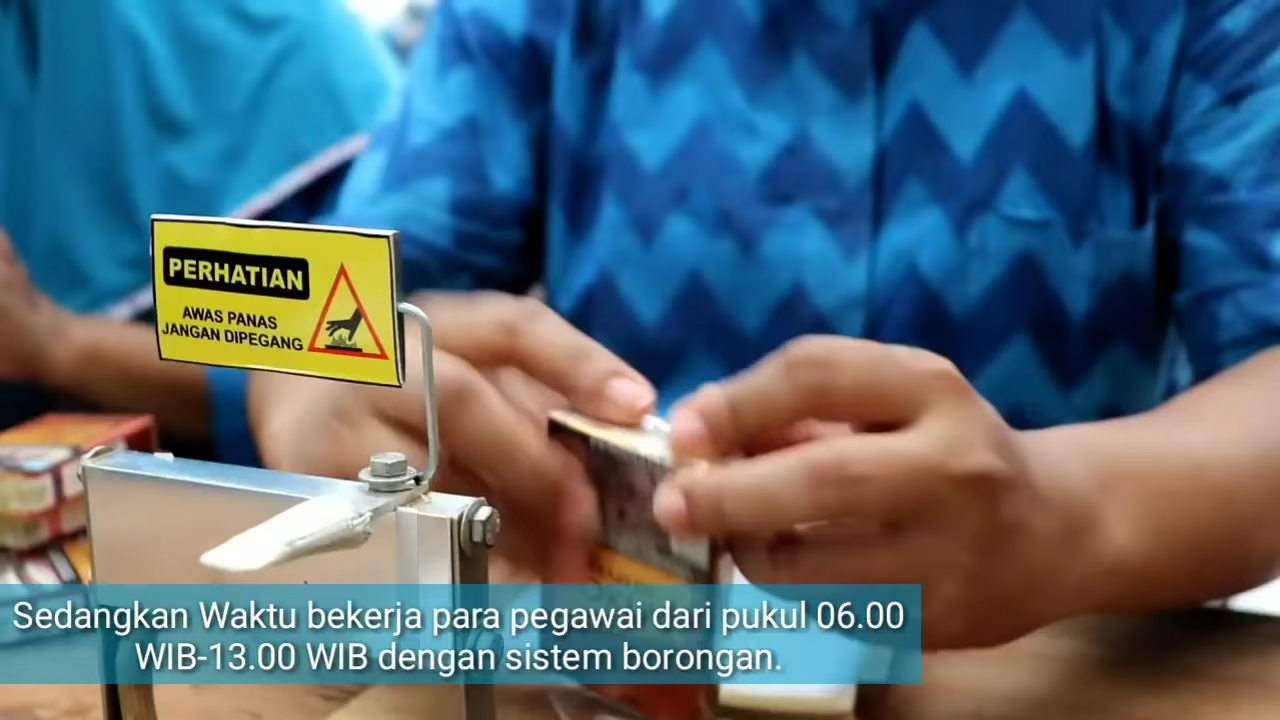 PERHATIAN
AWAS PANAS
JANGAN DIPEGANG
Sedangkan Waktu bekerja para pegawai dari pukul 06.00
WIB-13.00 WIB dengan sistem borongan.